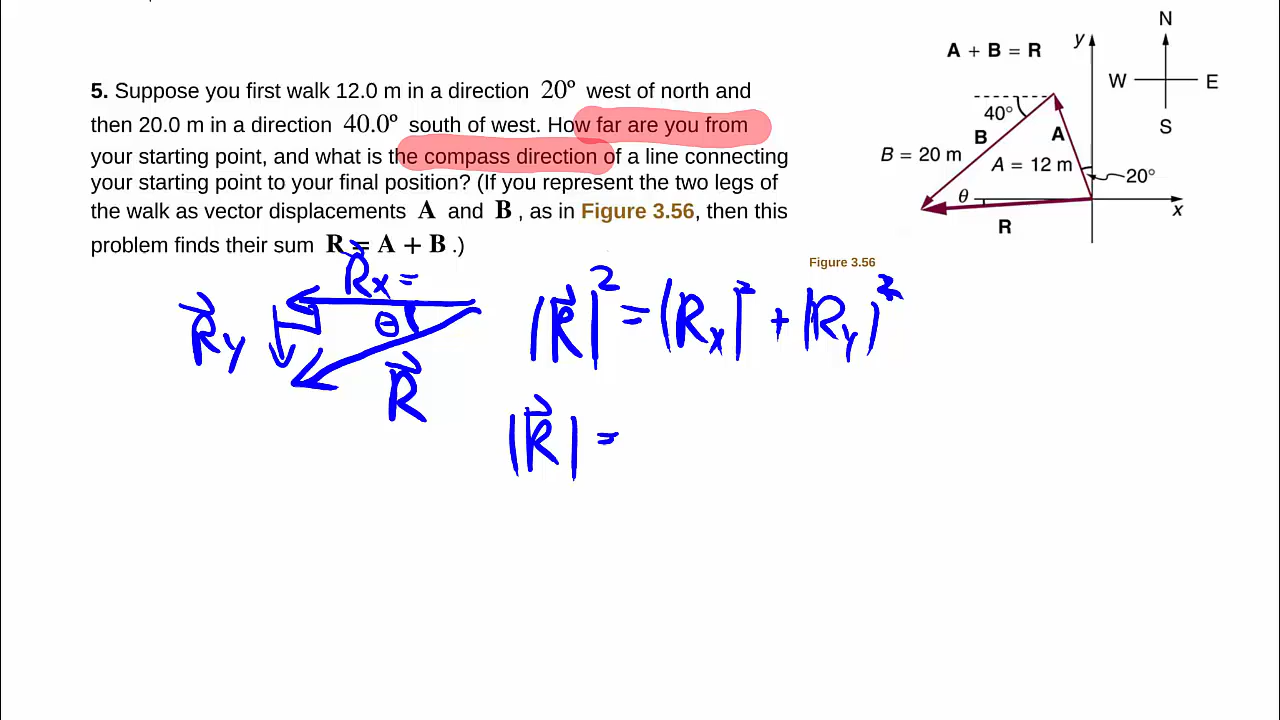 5. Suppose you first walk 12.0 m in a direction 20º west of north and
then 20.0 m in a direction 40.0º south of west. How far are you from
your starting point, and what is the compass direction of a line connecting
your starting point to your final position? (If you represent the two legs of
the walk as vector displacements A and B , as in Figure 3.56, then this
problem finds their sum R = A + B .)
A + B = R
y
N
W
E
S
40°
B
A
B = 20 m
A = 12 m
20°
θ
x
R
Figure 3.56
R⃗x =
R⃗y
θ
R⃗
|R⃗|² = |Rx|² + |Ry|²
|R⃗| =